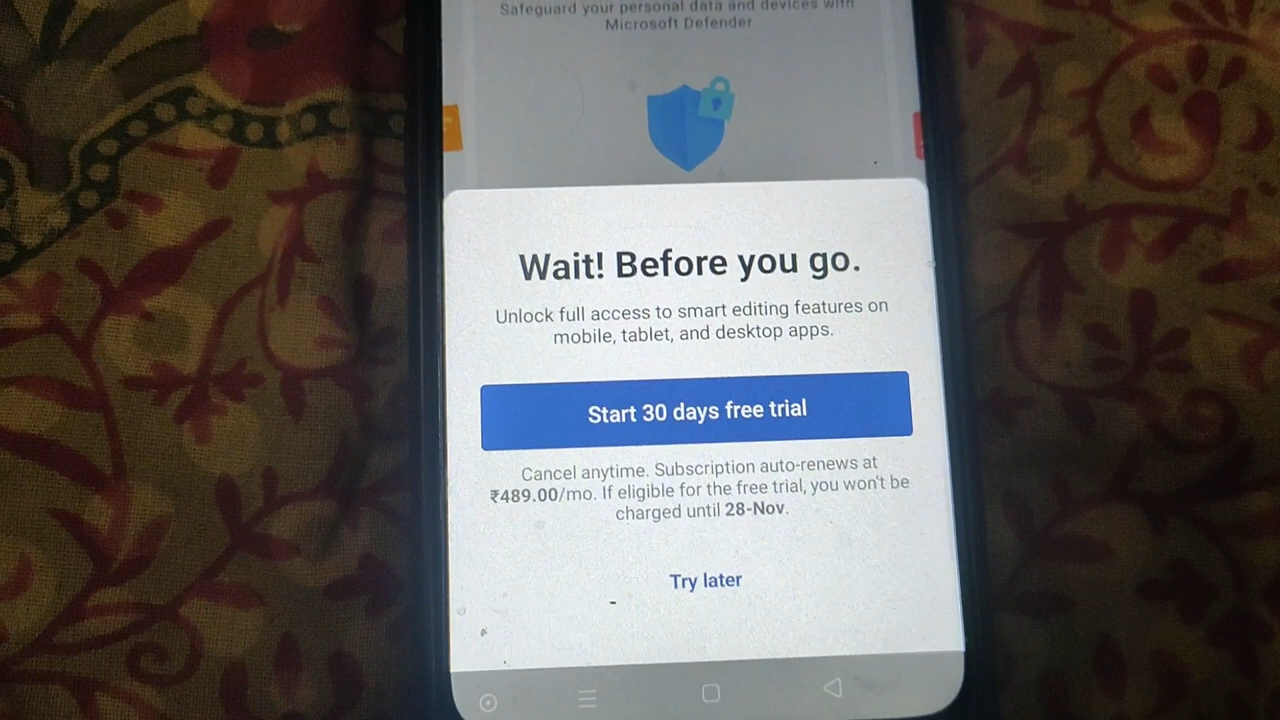 Safeguard your personal data and devices with
Microsoft Defender
Wait! Before you go.
Unlock full access to smart editing features on
mobile, tablet, and desktop apps.
Start 30 days free trial
Cancel anytime. Subscription auto-renews at
₹489.00/mo. If eligible for the free trial, you won't be
charged until 28-Nov.
Try later